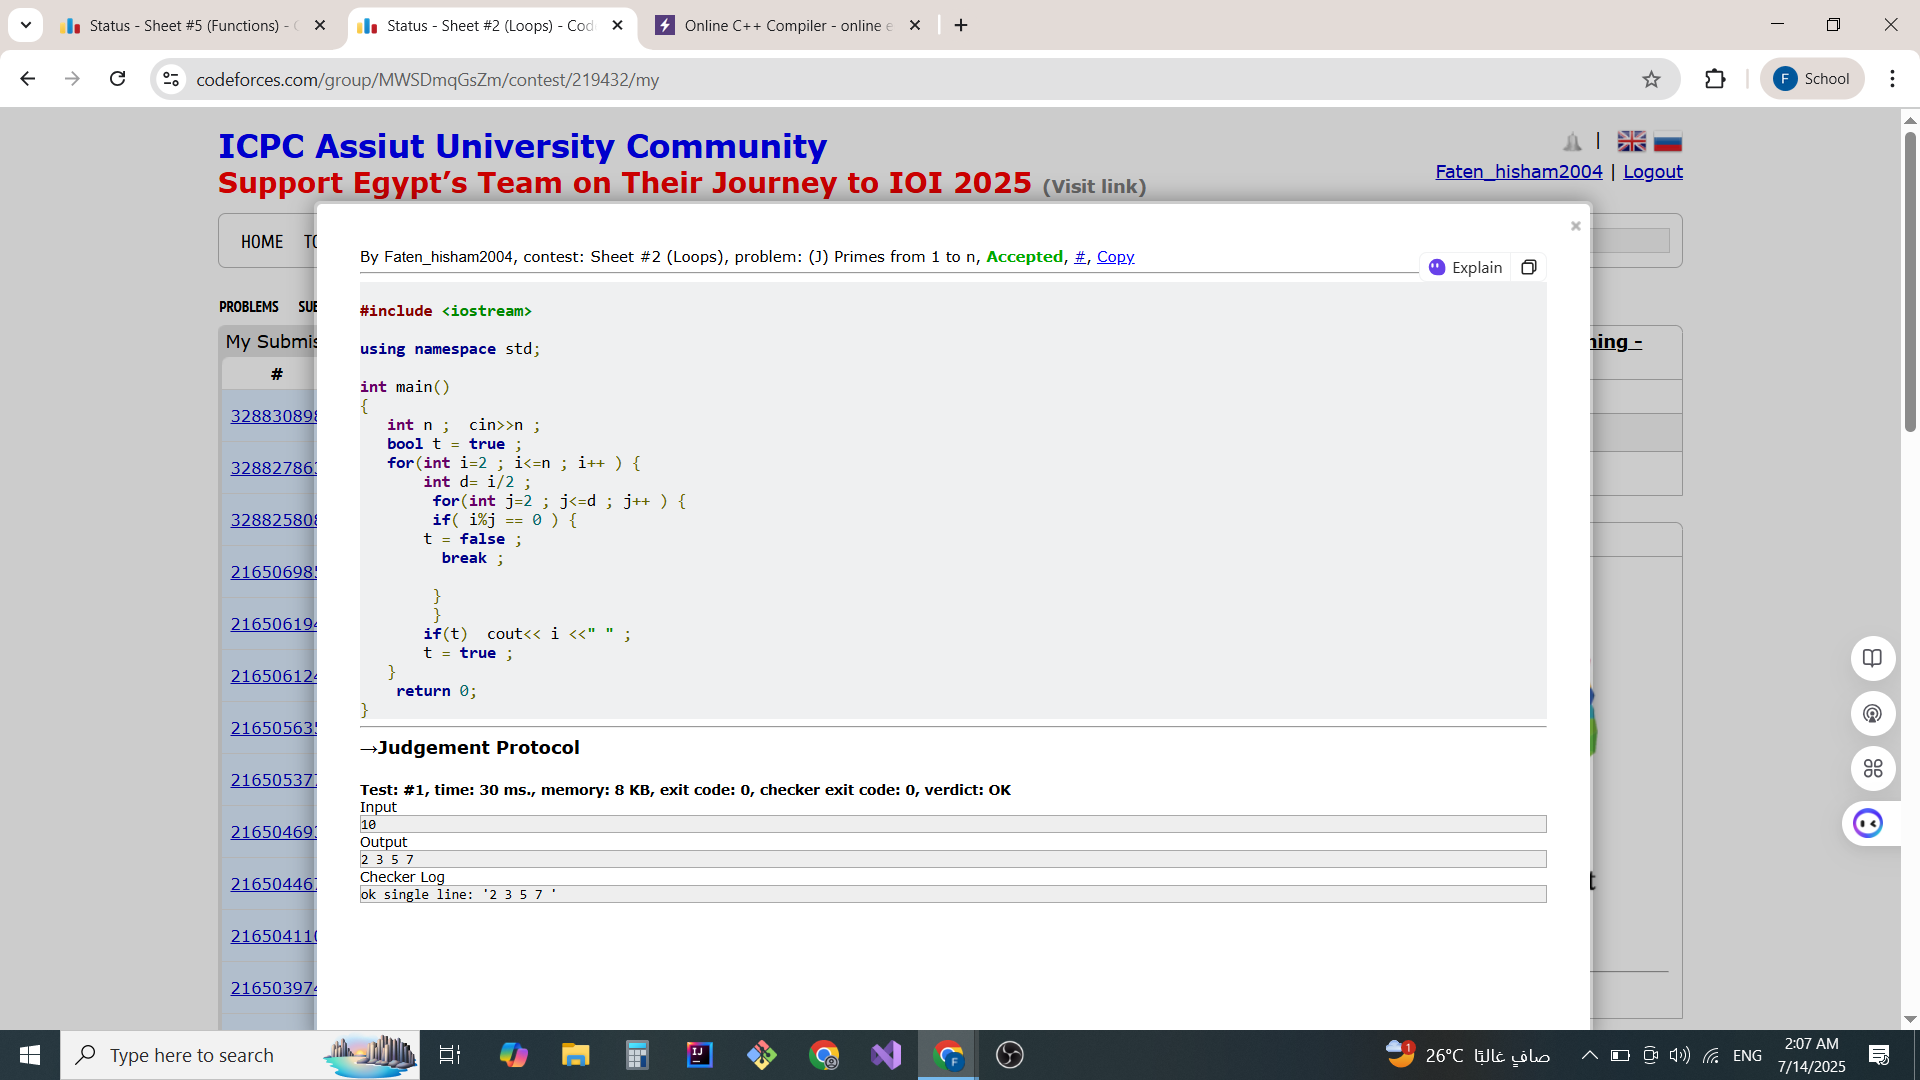 Status - Sheet #5 (Functions) -
Status - Sheet #2 (Loops) - Cod
Online C++ Compiler - online e
codeforces.com/group/MWSDmqGsZm/contest/219432/my
F School
ICPC Assiut University Community
Support Egypt’s Team on Their Journey to IOI 2025 (Visit link)
Faten_hisham2004 | Logout
HOME TO
PROBLEMS SUB
My Submis
#
32883089
32882786
32882580
21650698
21650619
21650612
21650563
21650537
21650469
21650446
21650411
21650397
ning -
By Faten_hisham2004, contest: Sheet #2 (Loops), problem: (J) Primes from 1 to n, Accepted, #, Copy
Explain
#include <iostream>
using namespace std;
int main()
{
int n ;  cin>>n ;
bool t = true ;
for(int i=2 ; i<=n ; i++ ) {
int d= i/2 ;
for(int j=2 ; j<=d ; j++ ) {
if( i%j == 0 ) {
t = false ;
break ;
}
}
if(t)  cout<< i <<" " ;
t = true ;
}
return 0;
}
→Judgement Protocol
Test: #1, time: 30 ms., memory: 8 KB, exit code: 0, checker exit code: 0, verdict: OK
Input
10
Output
2 3 5 7
Checker Log
ok single line: '2 3 5 7 '
t
Type here to search
1
26°C صافٍ غالبًا
ENG
2:07 AM
7/14/2025